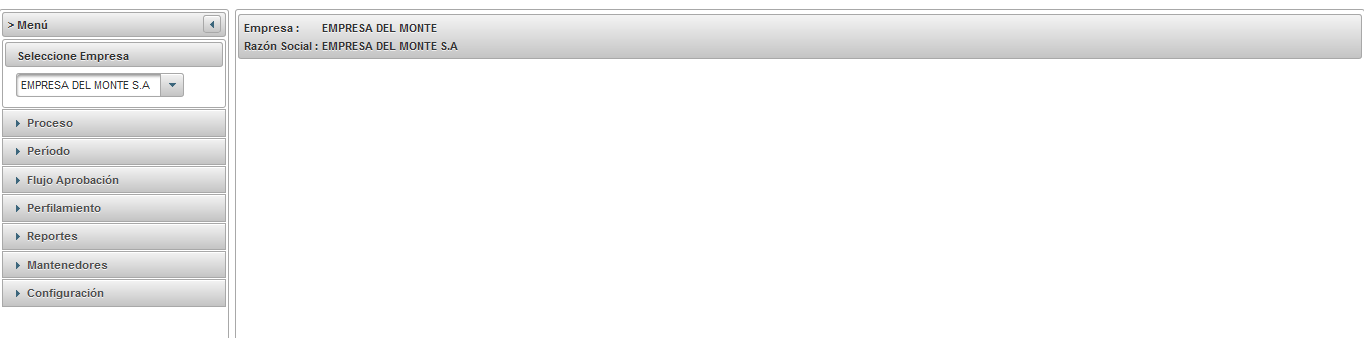 > Menú
Seleccione Empresa
EMPRESA DEL MONTE S.A
Proceso
Período
Flujo Aprobación
Perfilamiento
Reportes
Mantenedores
Configuración
Empresa : EMPRESA DEL MONTE
Razón Social : EMPRESA DEL MONTE S.A